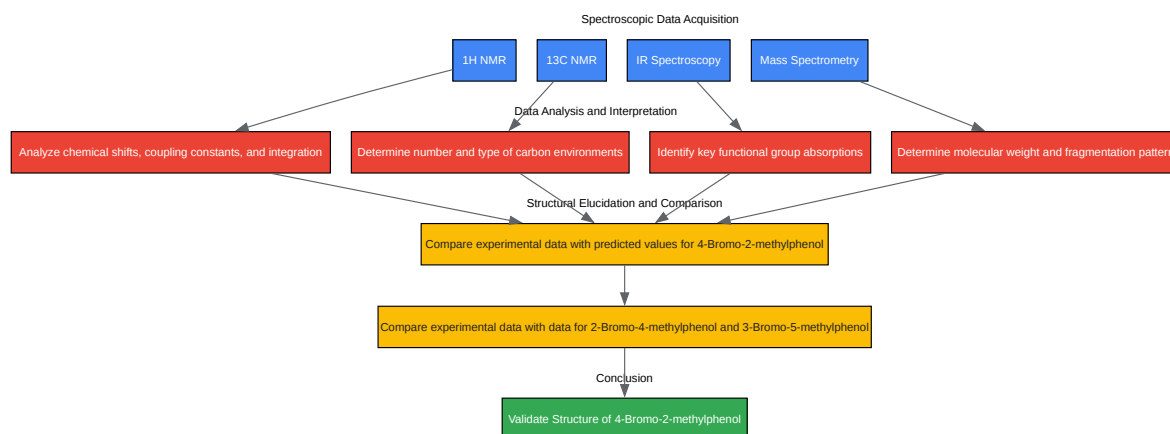 Spectroscopic Data Acquisition
1H NMR
13C NMR
IR Spectroscopy
Mass Spectrometry
Data Analysis and Interpretation
Analyze chemical shifts, coupling constants, and integration
Determine number and type of carbon environments
Identify key functional group absorptions
Determine molecular weight and fragmentation pattern
Structural Elucidation and Comparison
Compare experimental data with predicted values for 4-Bromo-2-methylphenol
Compare experimental data with data for 2-Bromo-4-methylphenol and 3-Bromo-5-methylphenol
Conclusion
Validate Structure of 4-Bromo-2-methylphenol